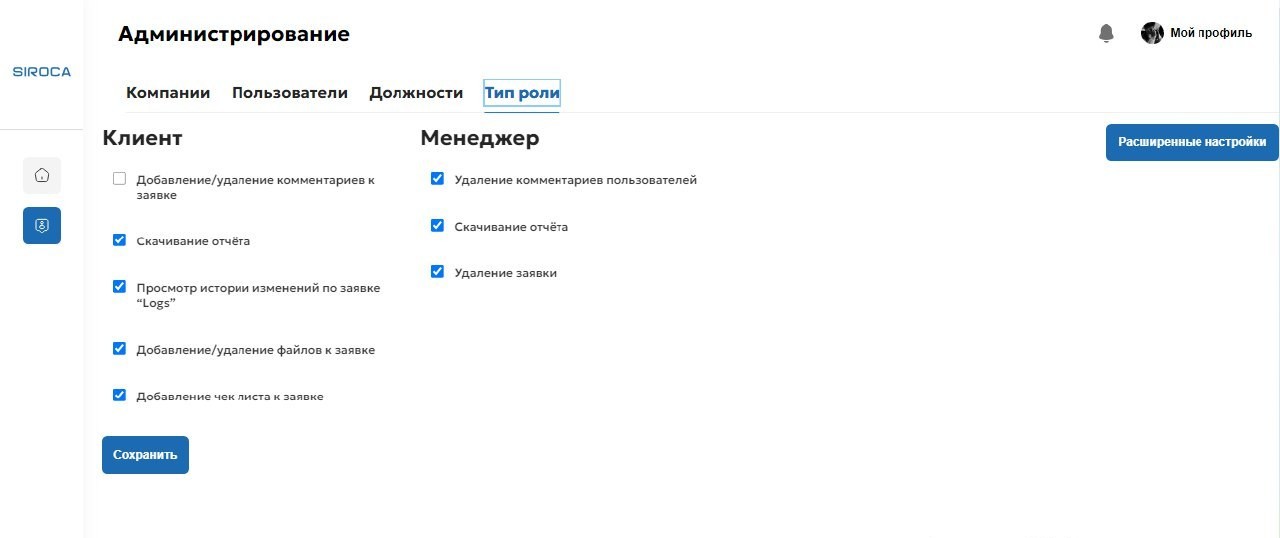 Администрирование
Мой профиль
SIROCA
Компании Пользователи Должности Тип роли
Клиент
Менеджер
Расширенные настройки
Добавление/удаление комментариев к
заявке
Скачивание отчёта
Просмотр истории изменений по заявке
“Logs”
Добавление/удаление файлов к заявке
Добавление чек листа к заявке
Удаление комментариев пользователей
Скачивание отчёта
Удаление заявки
Сохранить